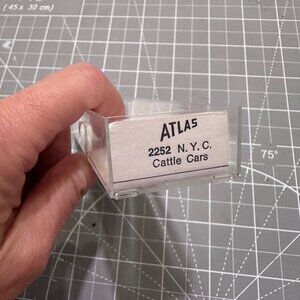 (45 x 30 cm)
ATLAS
2252 N. Y. C.
Cattle Cars
75°